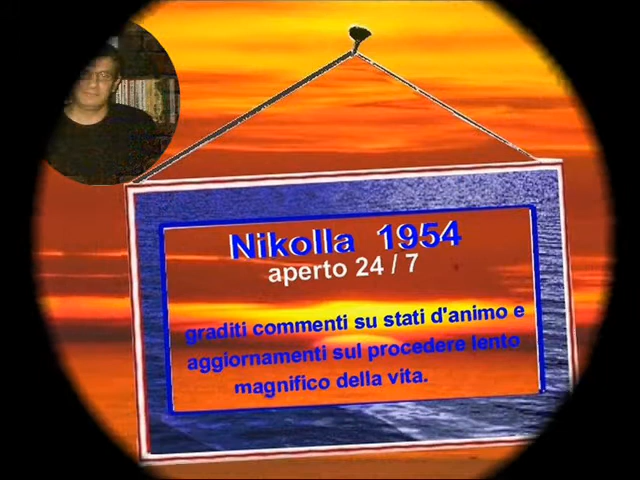 Nikolla 1954
aperto 24 / 7
graditi commenti su stati d'animo e
aggiornamenti sul procedere lento
magnifico della vita.